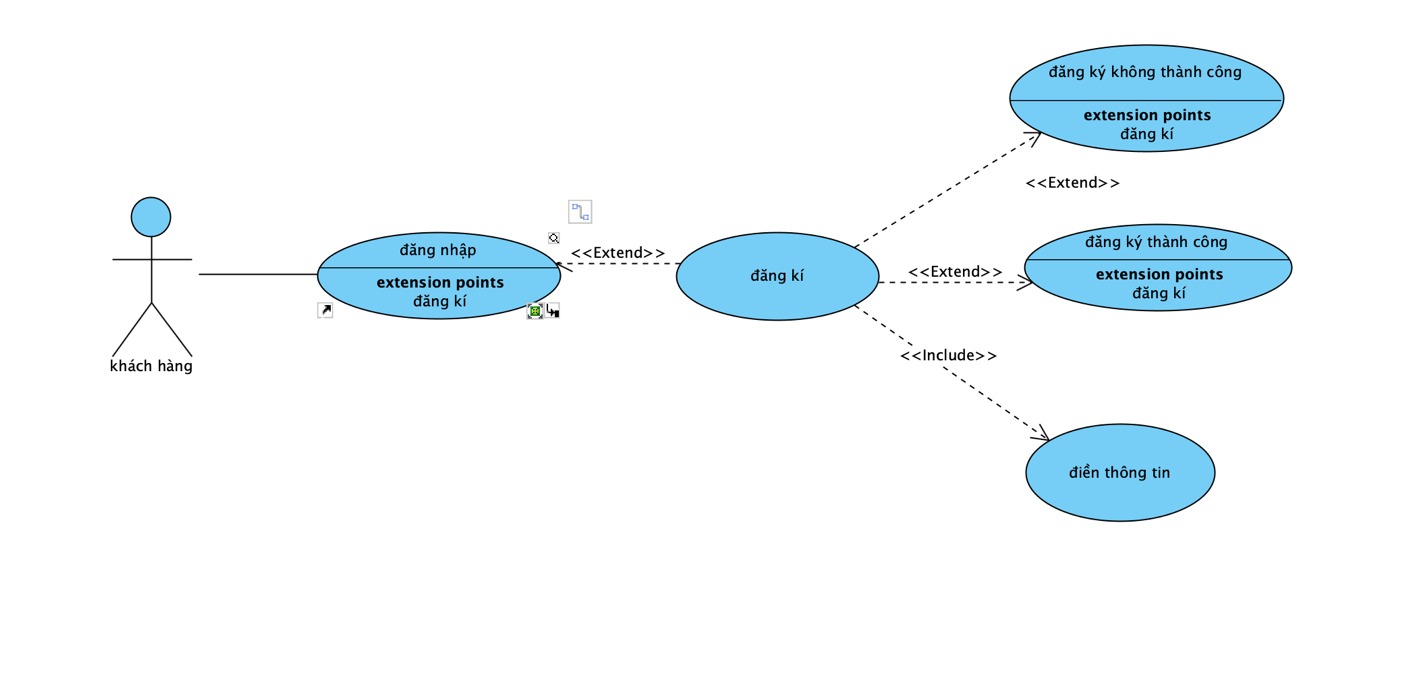 đăng ký không thành công
extension points
đăng kí
<<Extend>>
đăng nhập
extension points
đăng kí
<<Extend>>
đăng kí
<<Extend>>
đăng ký thành công
extension points
đăng kí
khách hàng
<<Include>>
điền thông tin